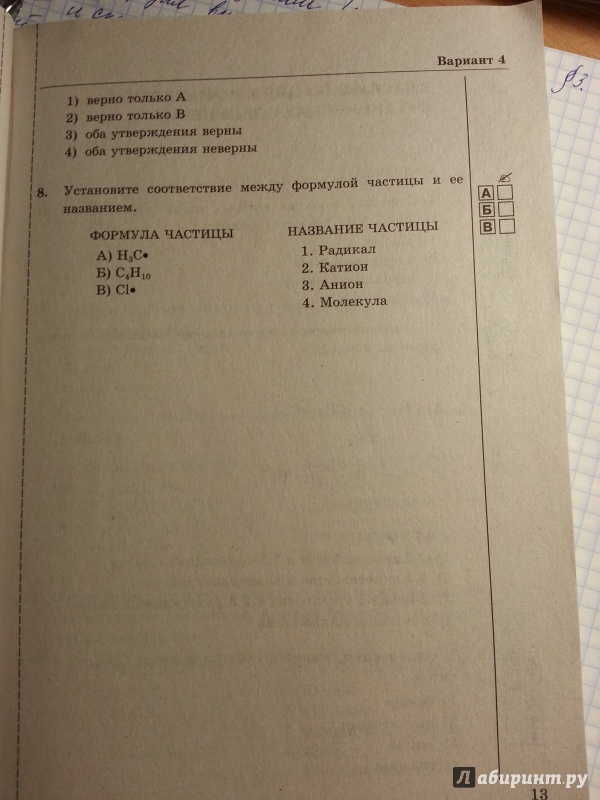 Вариант 4
§3.
1) верно только А
2) верно только В
3) оба утверждения верны
4) оба утверждения неверны
8. Установите соответствие между формулой частицы и ее
названием.
А
Б
В
ФОРМУЛА ЧАСТИЦЫ НАЗВАНИЕ ЧАСТИЦЫ
А) H₃C• 1. Радикал
Б) C₄H₁₀ 2. Катион
В) Cl• 3. Анион
4. Молекула
13
Лабиринт.ру